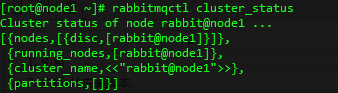 [root@node1 ~]# rabbitmqctl cluster_status
Cluster status of node rabbit@node1 ...
[{nodes,[{disc,[rabbit@node1]}]},
{running_nodes,[rabbit@node1]},
{cluster_name,<<"rabbit@node1">>},
{partitions,[]}]